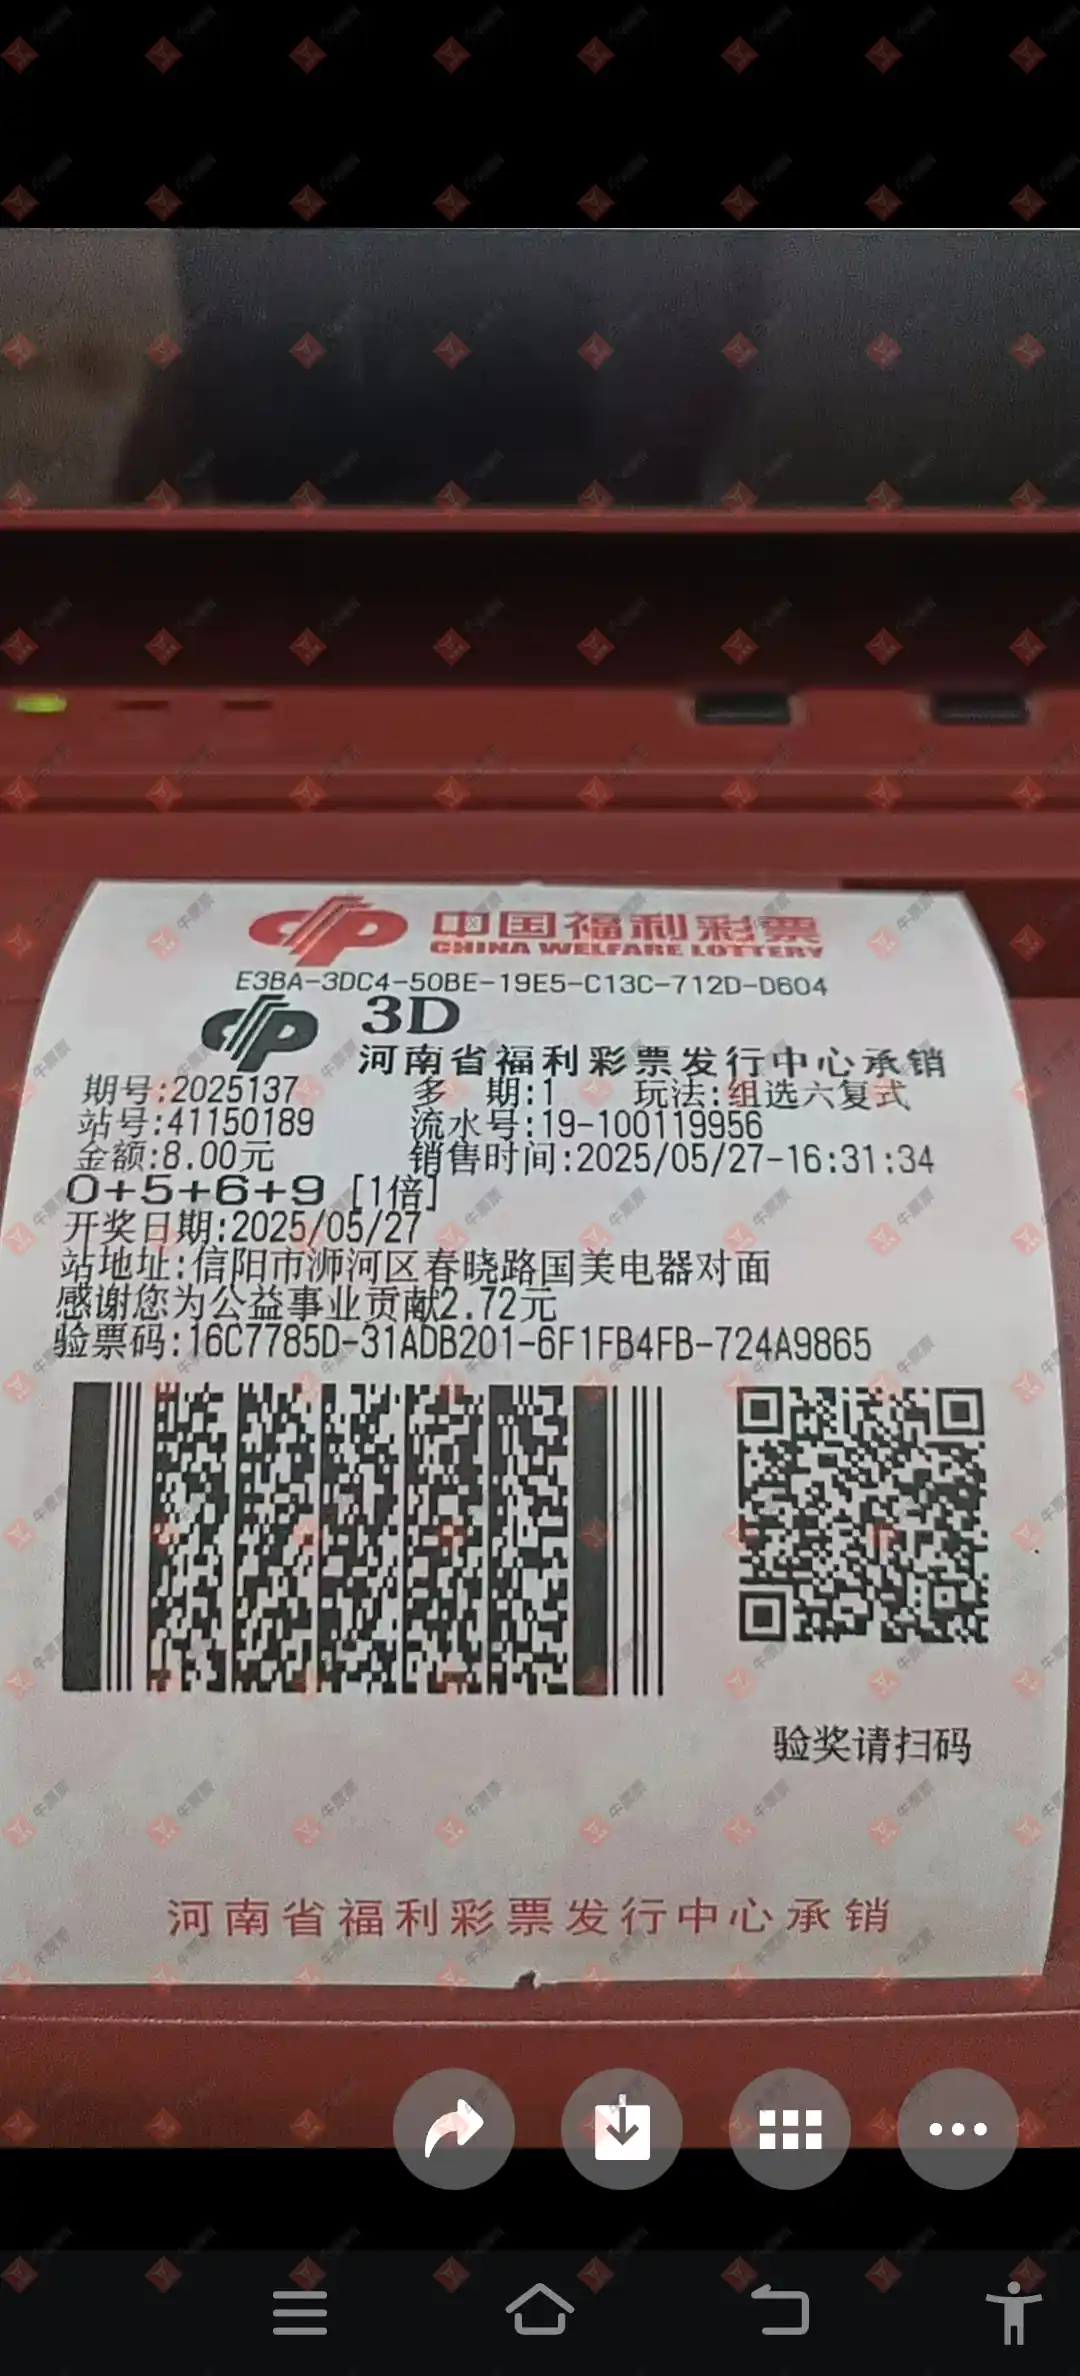 中国福利彩票
CHINA WELFARE LOTTERY
E3BA-3DC4-50BE-19E5-C13C-712D-D604
3D
河南省福利彩票发行中心承销
期号:2025137 多 期:1 玩法:组选六复式
站号:41150189 流水号:19-100119956
金额:8.00元 销售时间:2025/05/27-16:31:34
0+5+6+9 [1倍]
开奖日期:2025/05/27
站地址:信阳市浉河区春晓路国美电器对面
感谢您为公益事业贡献2.72元
验票码:16C7785D-31ADB201-6F1FB4FB-724A9865
验奖请扫码
河南省福利彩票发行中心承销